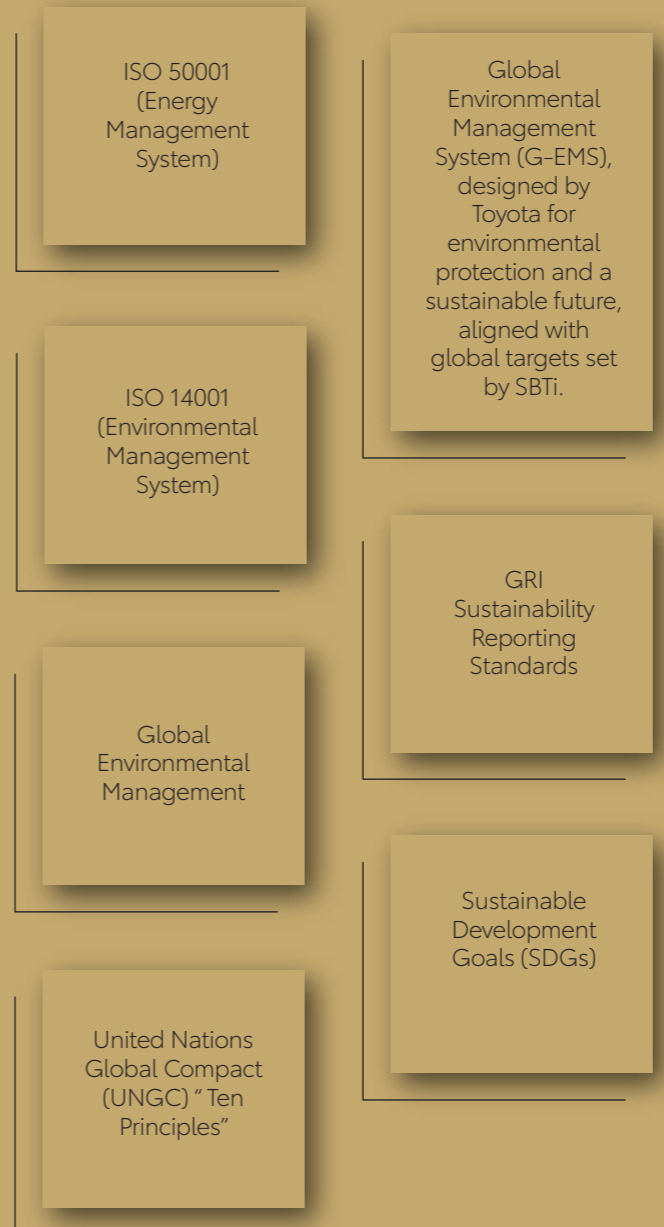 ISO 50001
(Energy
Management
System)
ISO 14001
(Environmental
Management
System)
Global
Environmental
Management
United Nations
Global Compact
(UNGC) “ Ten
Principles”
Global
Environmental
Management
System (G-EMS),
designed by
Toyota for
environmental
protection and a
sustainable future,
aligned with
global targets set
by SBTi.
GRI
Sustainability
Reporting
Standards
Sustainable
Development
Goals (SDGs)